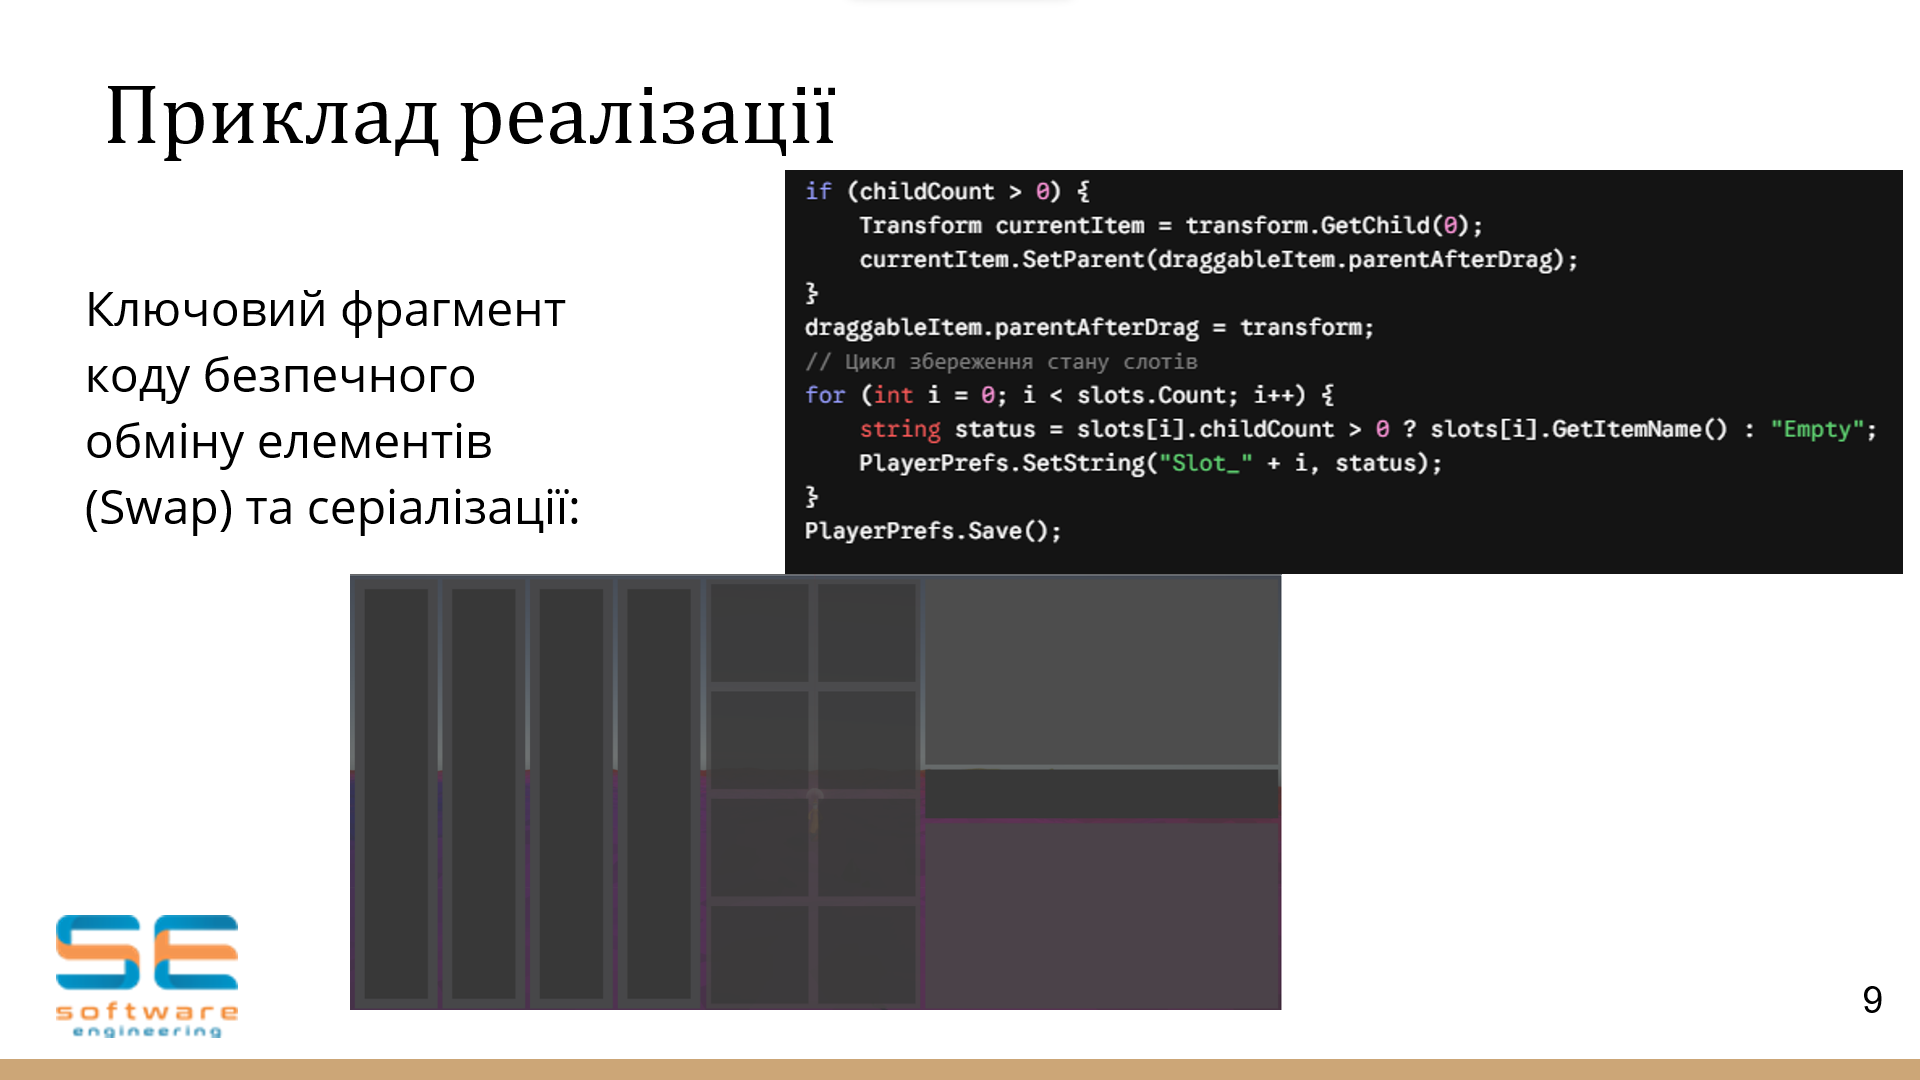 Приклад реалізації
Ключовий фрагмент
коду безпечного
обміну елементів
(Swap) та серіалізації:
if (childCount > 0) {
    Transform currentItem = transform.GetChild(0);
    currentItem.SetParent(draggableItem.parentAfterDrag);
}
draggableItem.parentAfterDrag = transform;
// Цикл збереження стану слотів
for (int i = 0; i < slots.Count; i++) {
    string status = slots[i].childCount > 0 ? slots[i].GetItemName() : "Empty";
    PlayerPrefs.SetString("Slot_" + i, status);
}
PlayerPrefs.Save();
SE
software
engineering
9